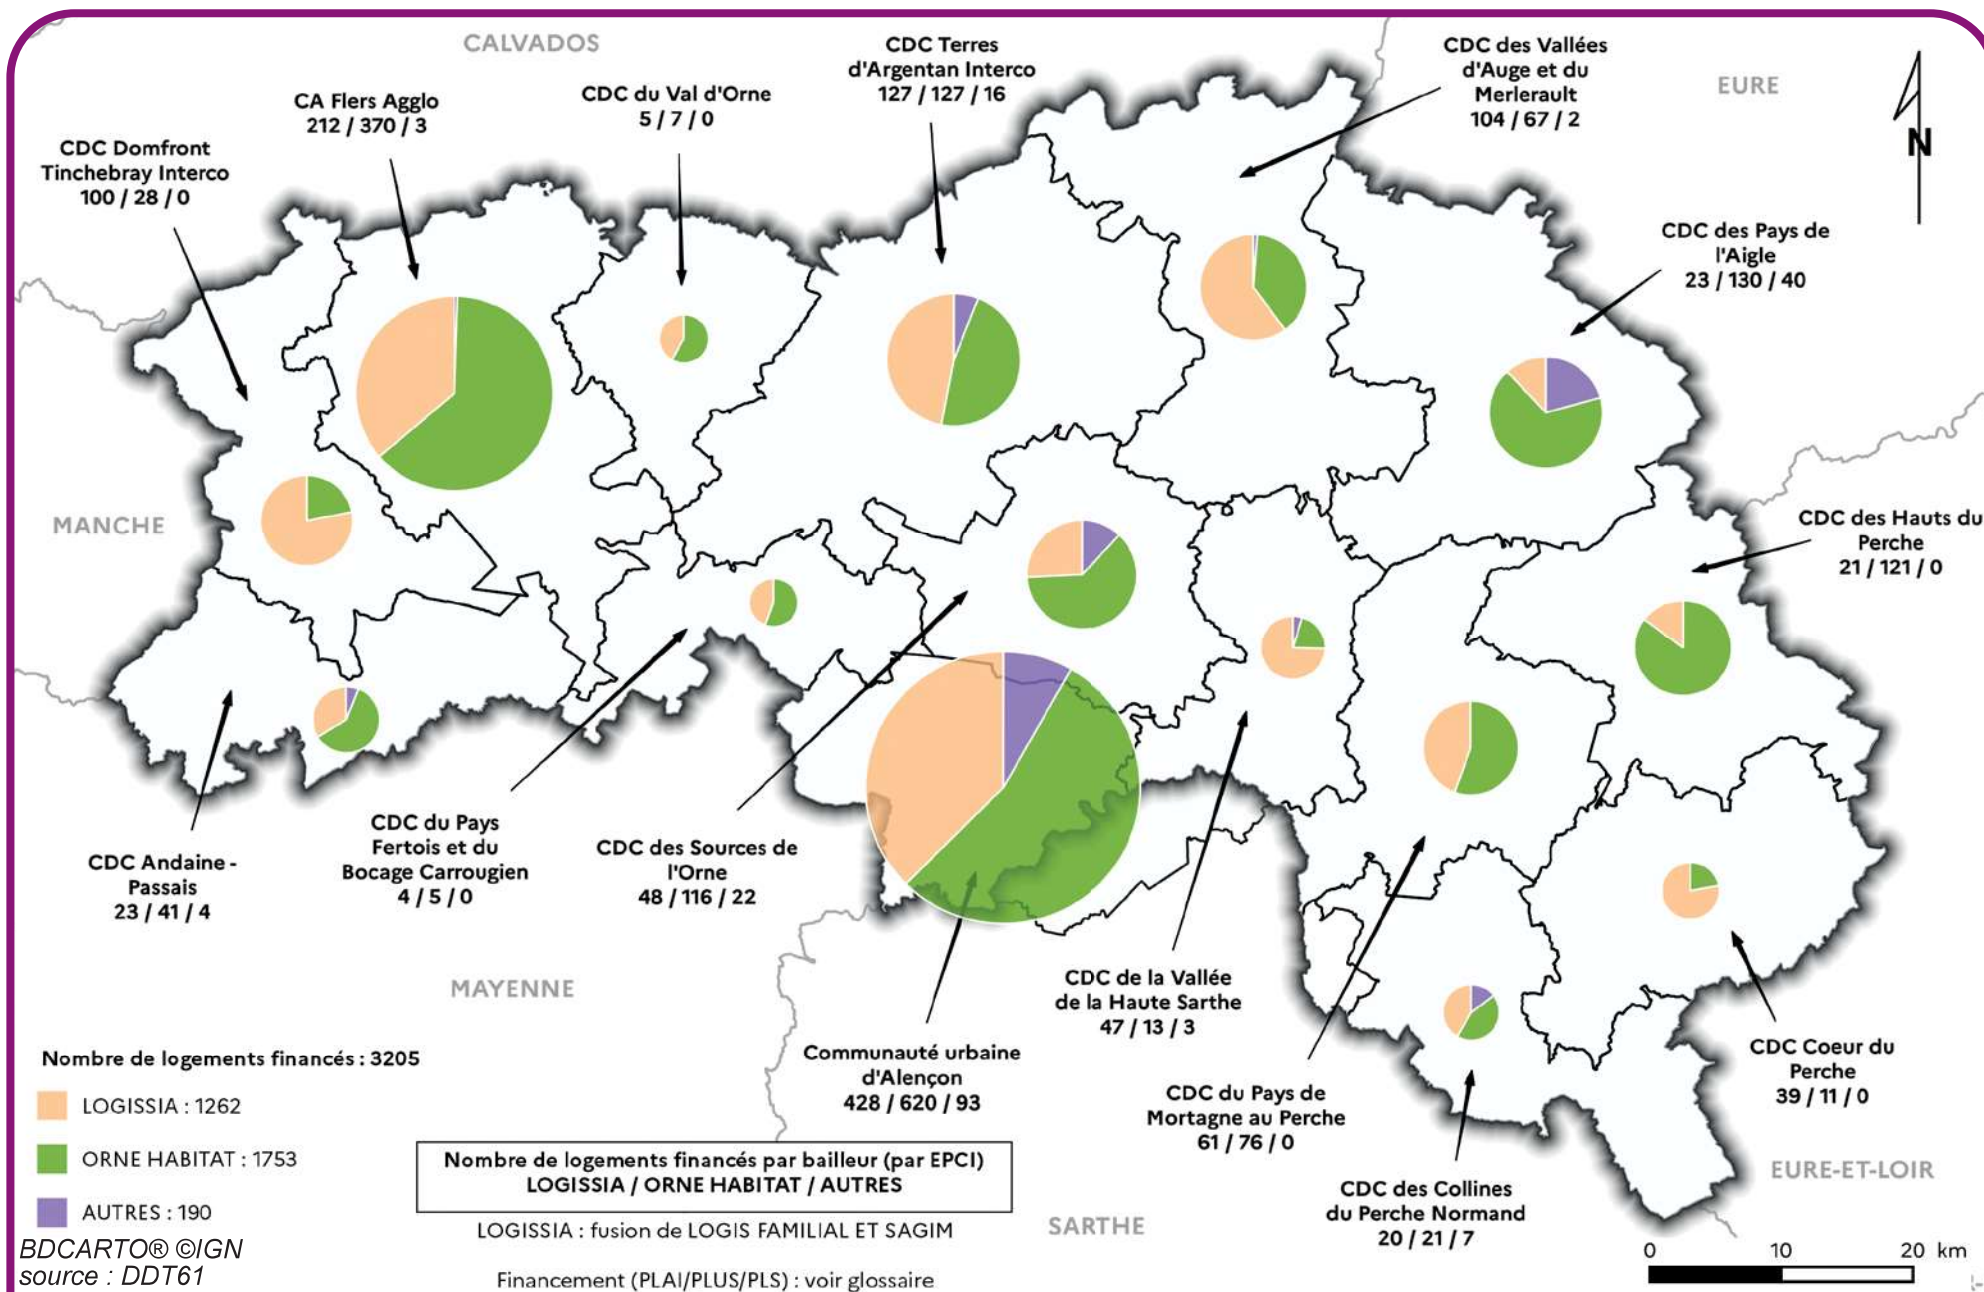 CALVADOS
EURE
MANCHE
MAYENNE
SARTHE
EURE-ET-LOIR
N
CDC Domfront
Tinchebray Interco
100 / 28 / 0
CA Flers Agglo
212 / 370 / 3
CDC du Val d'Orne
5 / 7 / 0
CDC Terres
d'Argentan Interco
127 / 127 / 16
CDC des Vallées
d'Auge et du
Merlerault
104 / 67 / 2
CDC des Pays de
l'Aigle
23 / 130 / 40
CDC des Hauts du
Perche
21 / 121 / 0
CDC Andaine -
Passais
23 / 41 / 4
CDC du Pays
Fertois et du
Bocage Carrougien
4 / 5 / 0
CDC des Sources de
l'Orne
48 / 116 / 22
Communauté urbaine
d'Alençon
428 / 620 / 93
CDC de la Vallée
de la Haute Sarthe
47 / 13 / 3
CDC du Pays de
Mortagne au Perche
61 / 76 / 0
CDC des Collines
du Perche Normand
20 / 21 / 7
CDC Coeur du
Perche
39 / 11 / 0
Nombre de logements financés : 3205
LOGISSIA : 1262
ORNE HABITAT : 1753
AUTRES : 190
BDCARTO® ©IGN
source : DDT61
Nombre de logements financés par bailleur (par EPCI)
LOGISSIA / ORNE HABITAT / AUTRES
LOGISSIA : fusion de LOGIS FAMILIAL ET SAGIM
Financement (PLAI/PLUS/PLS) : voir glossaire
0 10 20 km